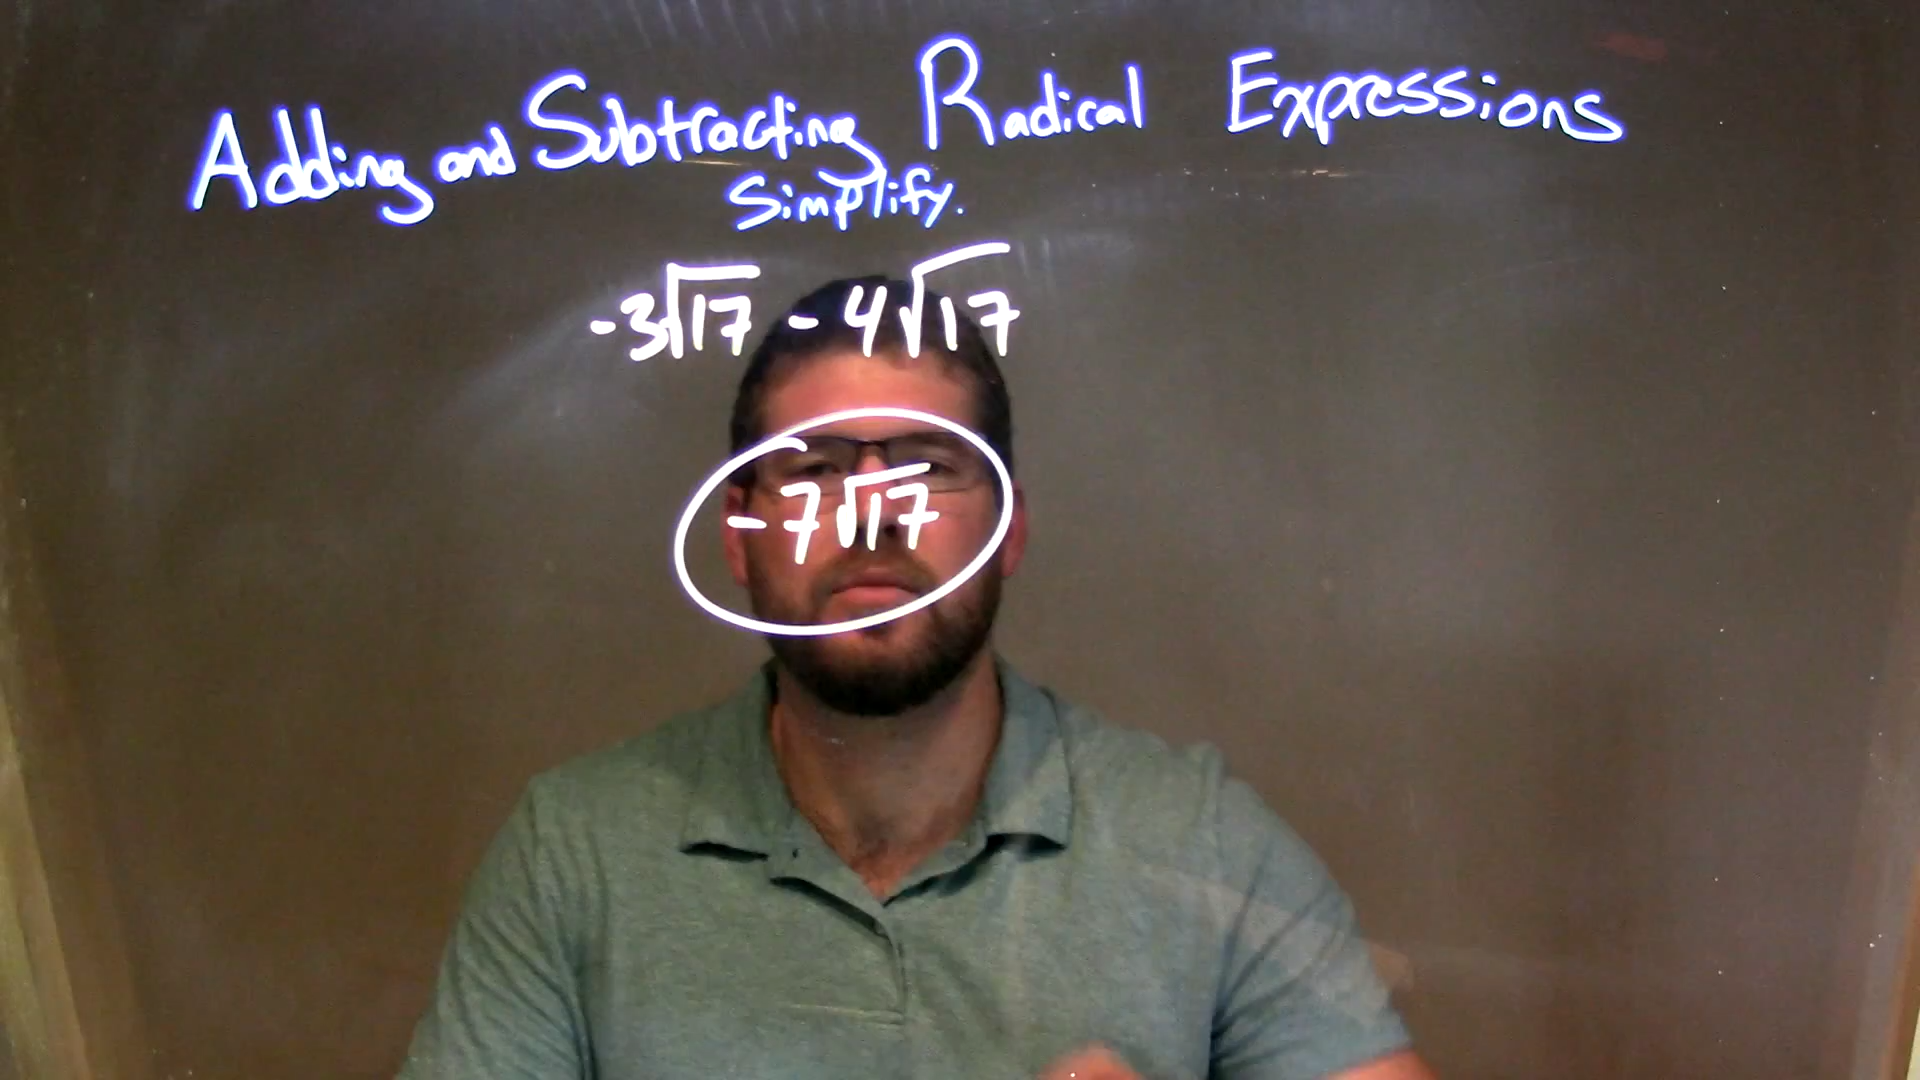 Adding and Subtracting Radical Expressions
Simplify.
-3√17 - 4√17
-7√17